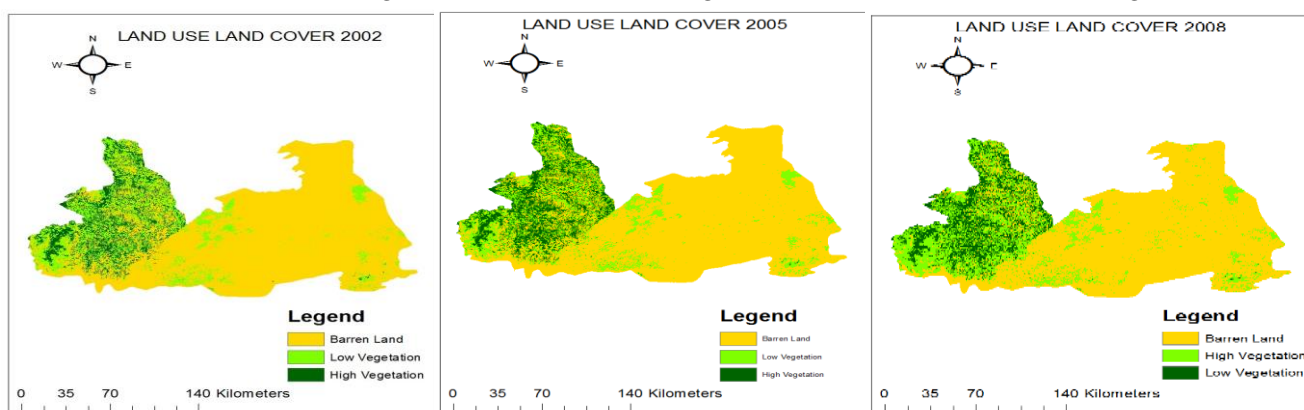 LAND USE LAND COVER 2002
N
W E
S
Legend
Barren Land
Low Vegetation
High Vegetation
0 35 70 140 Kilometers
LAND USE LAND COVER 2005
N
W E
S
Legend
Barren Land
Low Vegetation
High Vegetation
0 35 70 140 Kilometers
LAND USE LAND COVER 2008
N
W E
S
Legend
Barren Land
High Vegetation
Low Vegetation
0 35 70 140 Kilometers